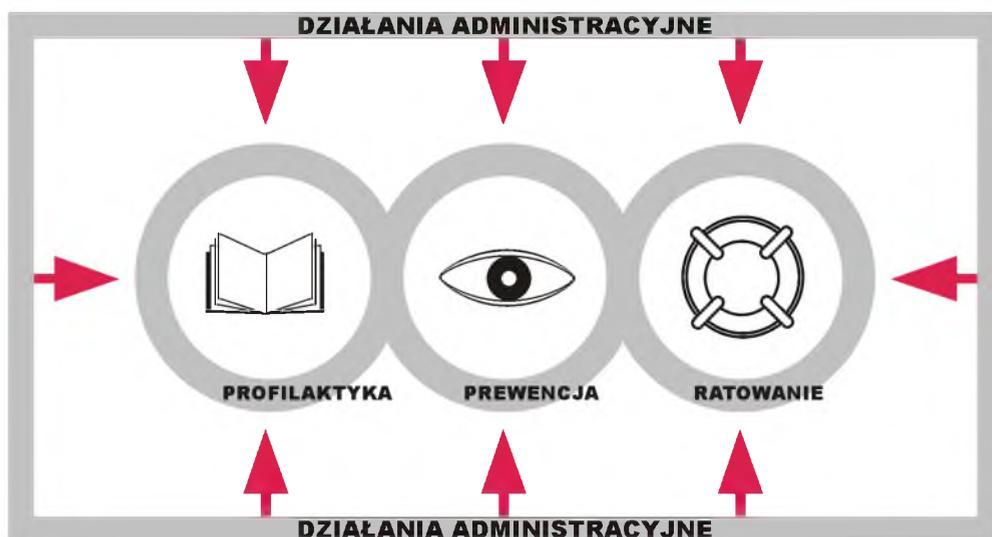 DZIAŁANIA ADMINISTRACYJNE
PROFILAKTYKA PREWENCJA RATOWANIE
DZIAŁANIA ADMINISTRACYJNE